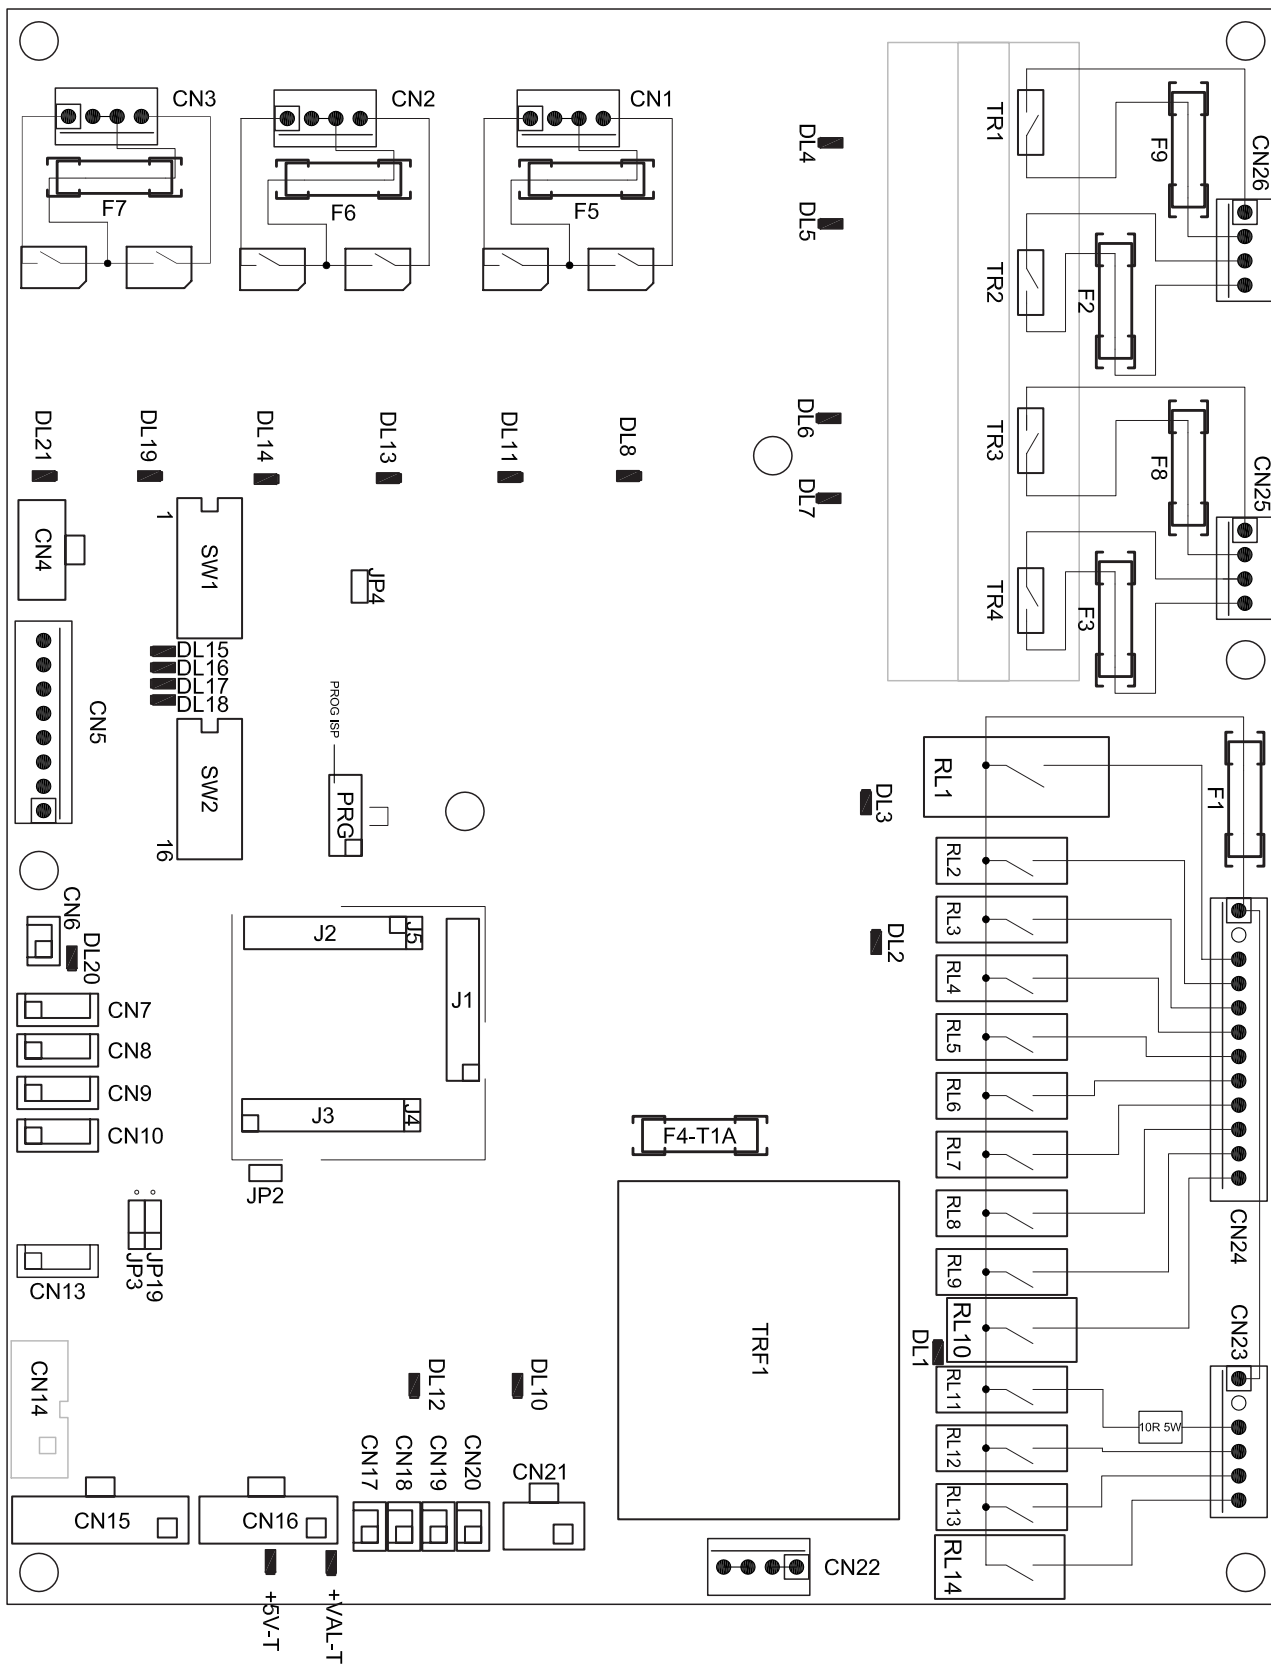 CN3
CN2
CN1
F7
F6
F5
DL4
DL5
TR1
F9
CN26
TR2
F2
DL6
DL7
TR3
F8
CN25
TR4
F3
DL21
DL19
DL14
DL13
DL11
DL8
CN4
1
SW1
JP4
DL15
DL16
DL17
DL18
CN5
SW2
16
PROG ISP
PRG
RL1
DL3
F1
RL2
RL3
DL2
RL4
RL5
RL6
RL7
RL8
RL9
RL10
DL1
RL11
10R 5W
RL12
RL13
RL14
CN24
CN23
CN6
DL20
J2
J5
J1
CN7
CN8
CN9
CN10
J3
J4
JP2
F4-T1A
JP3
JP19
CN13
TRF1
CN14
DL12
DL10
CN17
CN18
CN19
CN20
CN21
CN15
CN16
CN22
+5V-T
+VAL-T